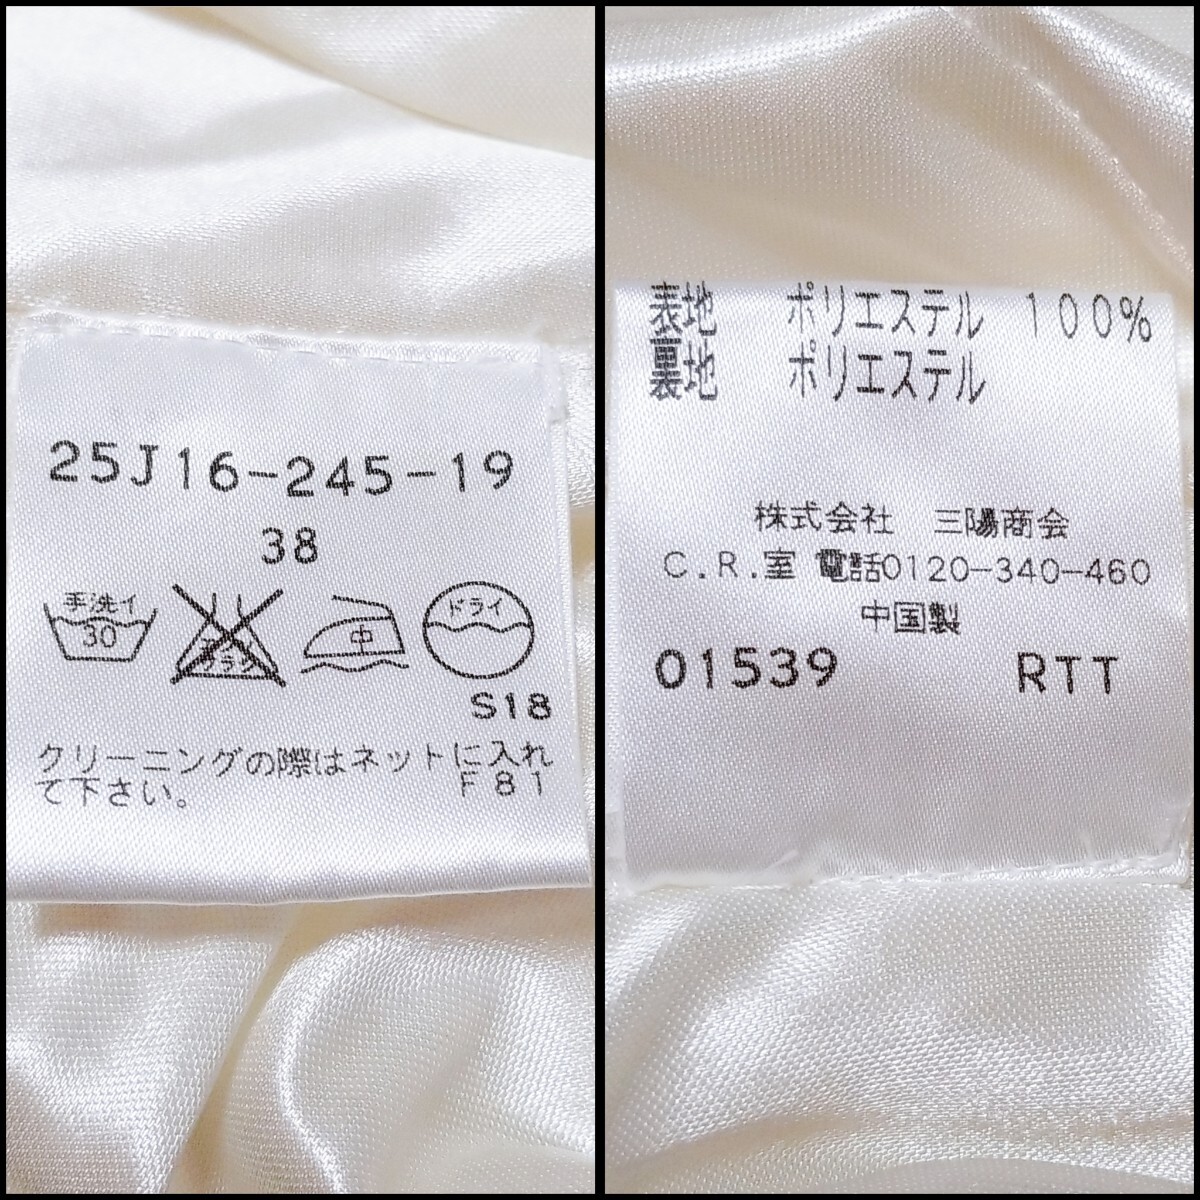 25J16-245-19
38
手洗イ
30
中
ドライ
S18
クリーニングの際はネットに入れ
て下さい。 F81
表地 ポリエステル 100%
裏地 ポリエステル
株式会社 三陽商会
C.R.室 電話0120-340-460
中国製
01539 RTT